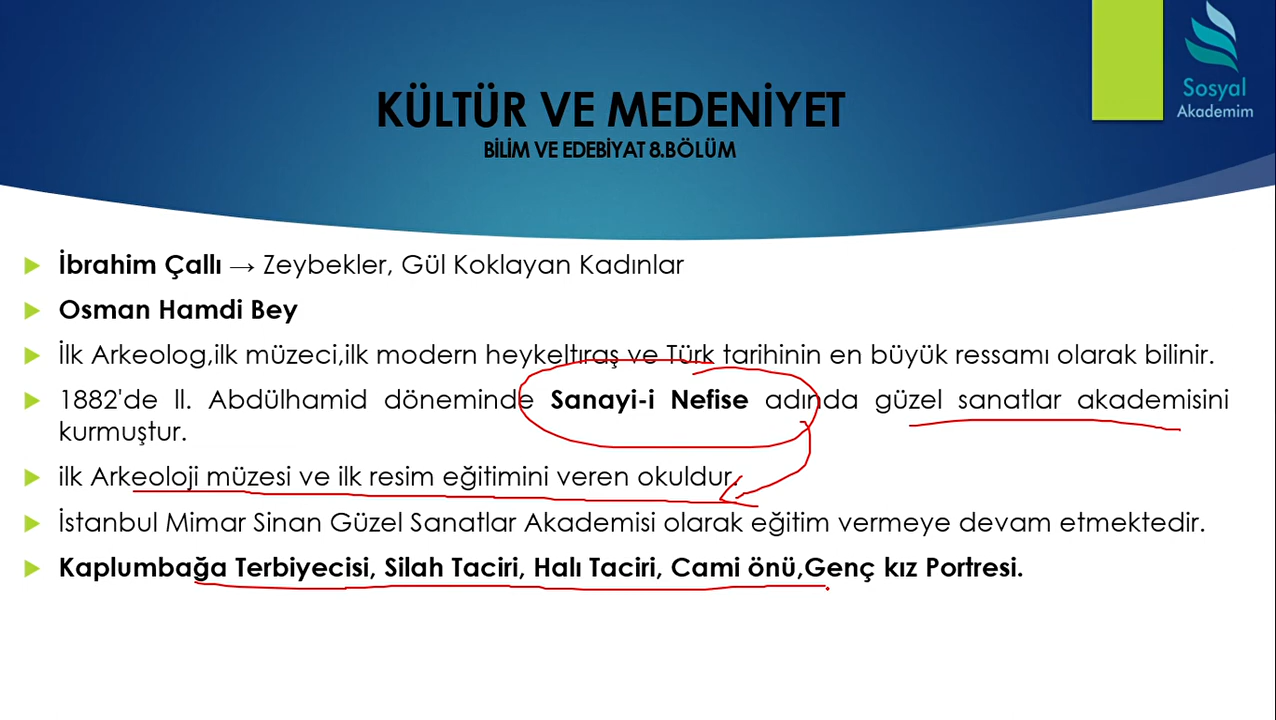 Sosyal
Akademim
KÜLTÜR VE MEDENİYET
BİLİM VE EDEBİYAT 8.BÖLÜM
İbrahim Çallı → Zeybekler, Gül Koklayan Kadınlar
Osman Hamdi Bey
İlk Arkeolog,ilk müzeci,ilk modern heykeltıraş ve Türk tarihinin en büyük ressamı olarak bilinir.
1882'de ll. Abdülhamid döneminde Sanayi-i Nefise adında güzel sanatlar akademisini
kurmuştur.
ilk Arkeoloji müzesi ve ilk resim eğitimini veren okuldur.
İstanbul Mimar Sinan Güzel Sanatlar Akademisi olarak eğitim vermeye devam etmektedir.
Kaplumbağa Terbiyecisi, Silah Taciri, Halı Taciri, Cami önü,Genç kız Portresi.